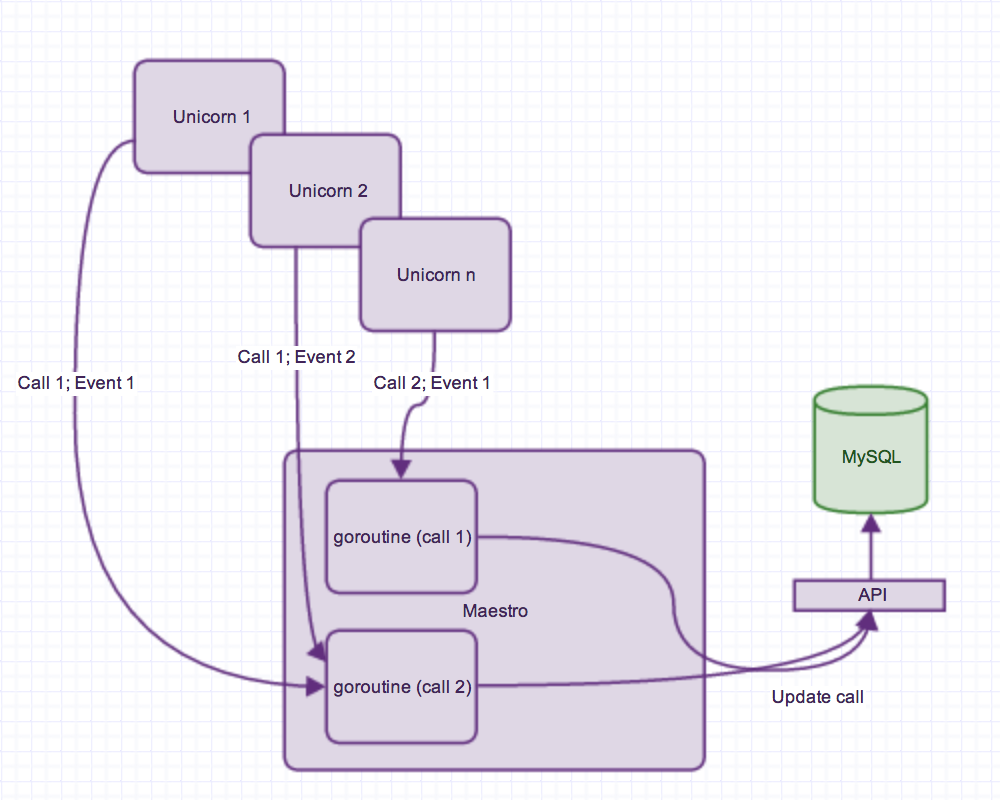 Unicorn 1
Unicorn 2
Unicorn n
Call 1; Event 2
Call 1; Event 1
Call 2; Event 1
MySQL
goroutine (call 1)
API
Maestro
goroutine (call 2)
Update call